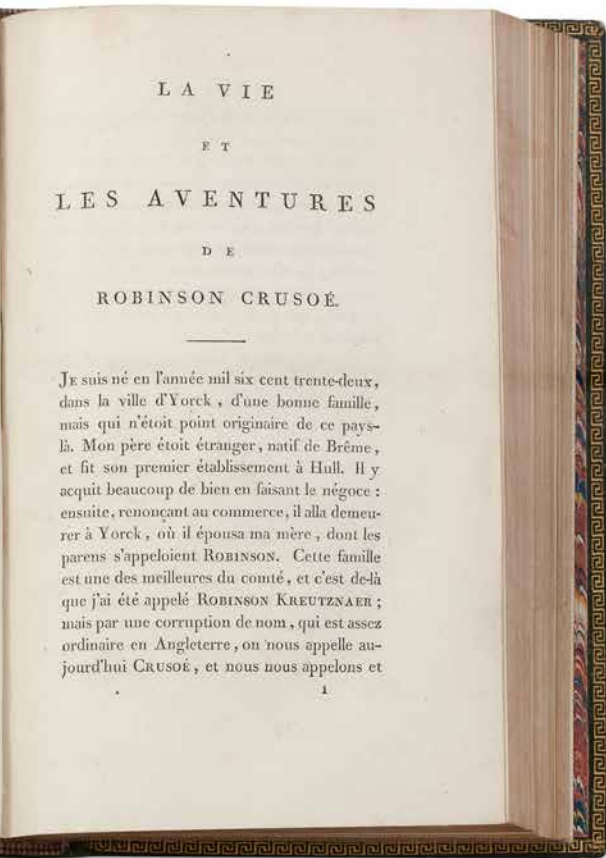 LA VIE
ET
LES AVENTURES
DE
ROBINSON CRUSOÉ.
JE suis né en l'année mil six cent trente-deux,
dans la ville d'Yorck , d'une bonne famille ,
mais qui n'étoit point originaire de ce pays-
là. Mon père étoit étranger , natif de Brême ,
et fit son premier établissement à Hull. Il y
acquit beaucoup de bien en faisant le négoce :
ensuite, renonçant au commerce, il alla demeu-
rer à Yorck , où il épousa ma mère , dont les
parens s'appeloient ROBINSON. Cette famille
est une des meilleures du comté , et c'est de-là
que j'ai été appelé ROBINSON KREUTZNAER ;
mais par une corruption de nom , qui est assez
ordinaire en Angleterre , on nous appelle au-
jourd'hui CRUSOÉ , et nous nous appelons et
1